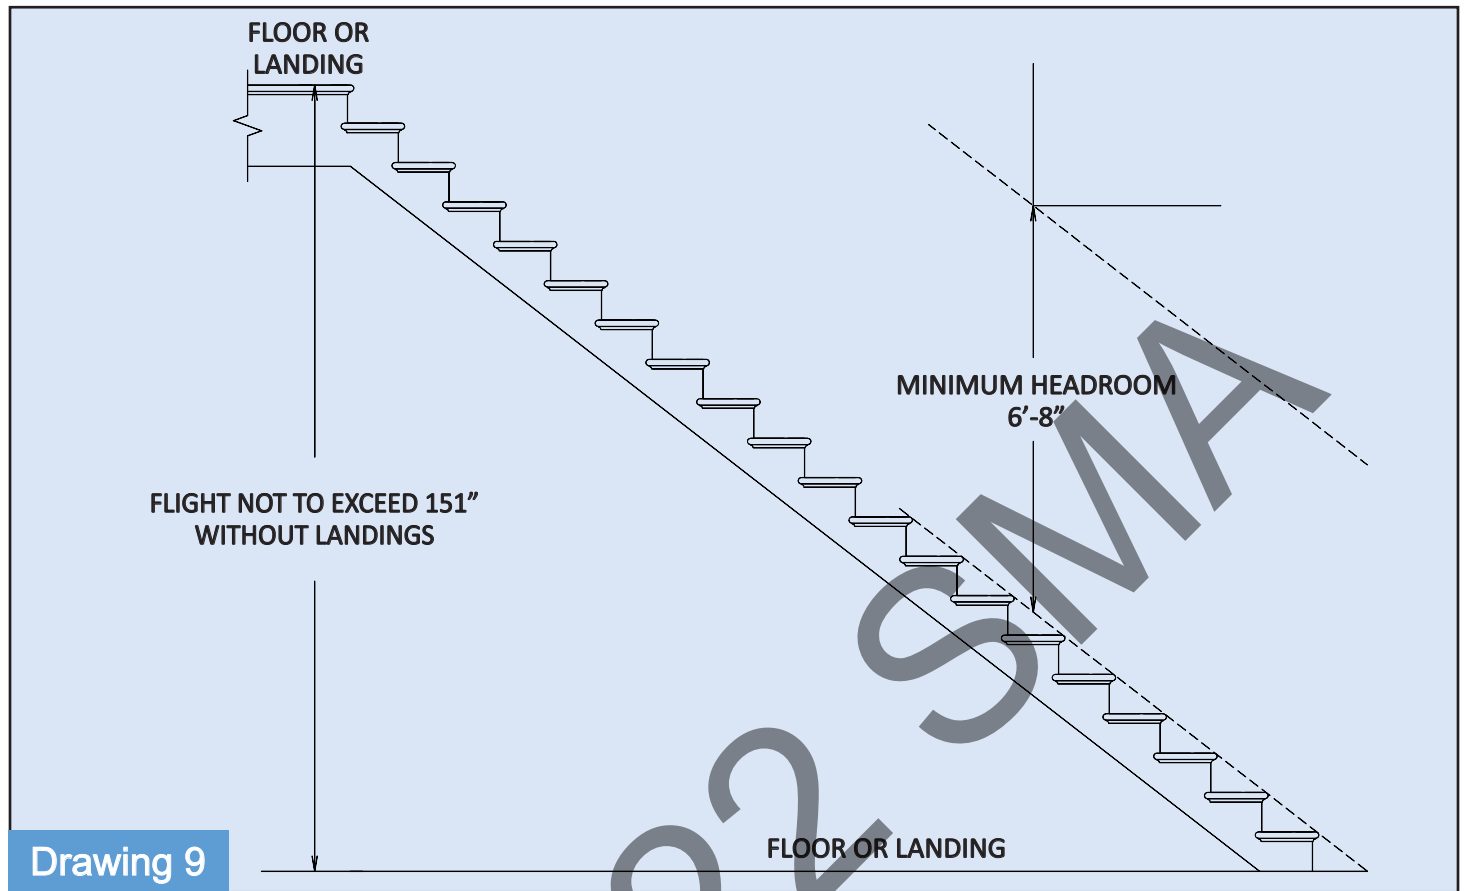 FLOOR OR
LANDING
MINIMUM HEADROOM
6’-8”
FLIGHT NOT TO EXCEED 151”
WITHOUT LANDINGS
FLOOR OR LANDING
Drawing 9
SMA